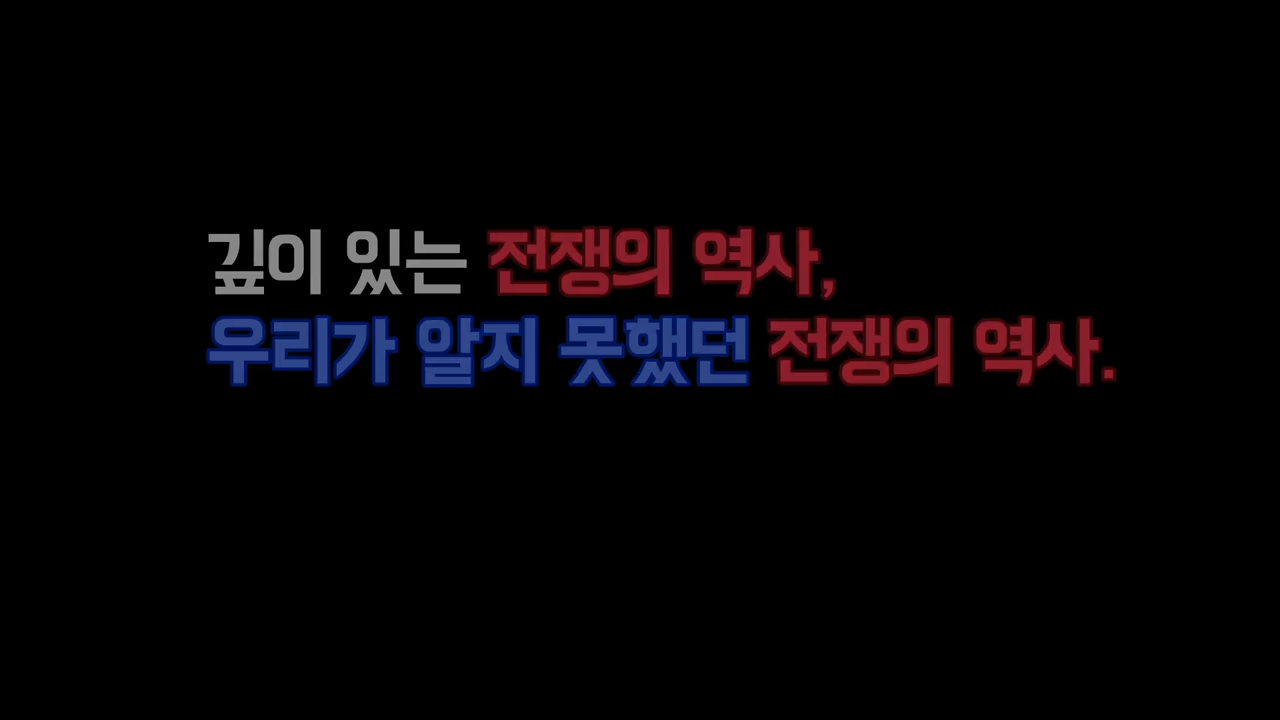 깊이 있는 전쟁의 역사,
우리가 알지 못했던 전쟁의 역사.